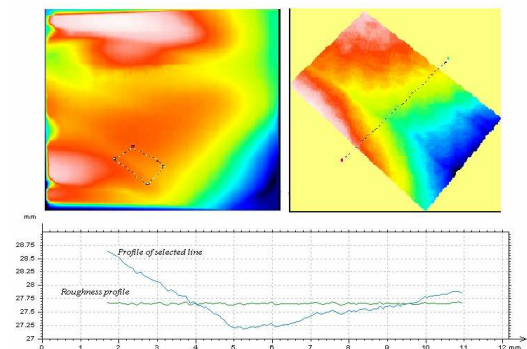 mm
28.75
28.5
28.25
28
27.75
27.5
27.25
27
Profile of selected line
Roughness profile
0 1 2 3 4 5 6 7 8 9 10 11 12 mm